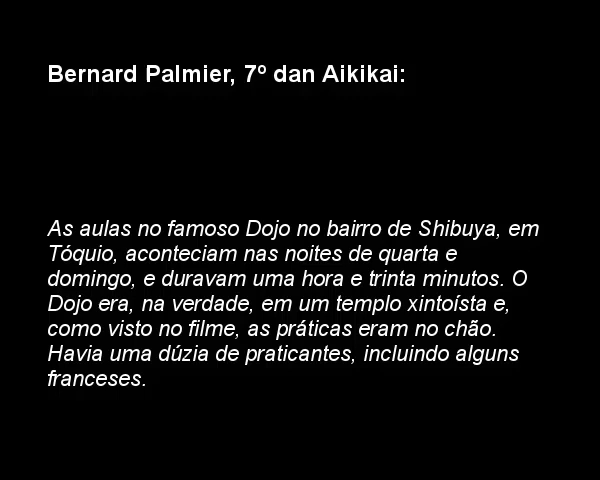 Bernard Palmier, 7º dan Aikikai:
As aulas no famoso Dojo no bairro de Shibuya, em
Tóquio, aconteciam nas noites de quarta e
domingo, e duravam uma hora e trinta minutos. O
Dojo era, na verdade, em um templo xintoísta e,
como visto no filme, as práticas eram no chão.
Havia uma dúzia de praticantes, incluindo alguns
franceses.